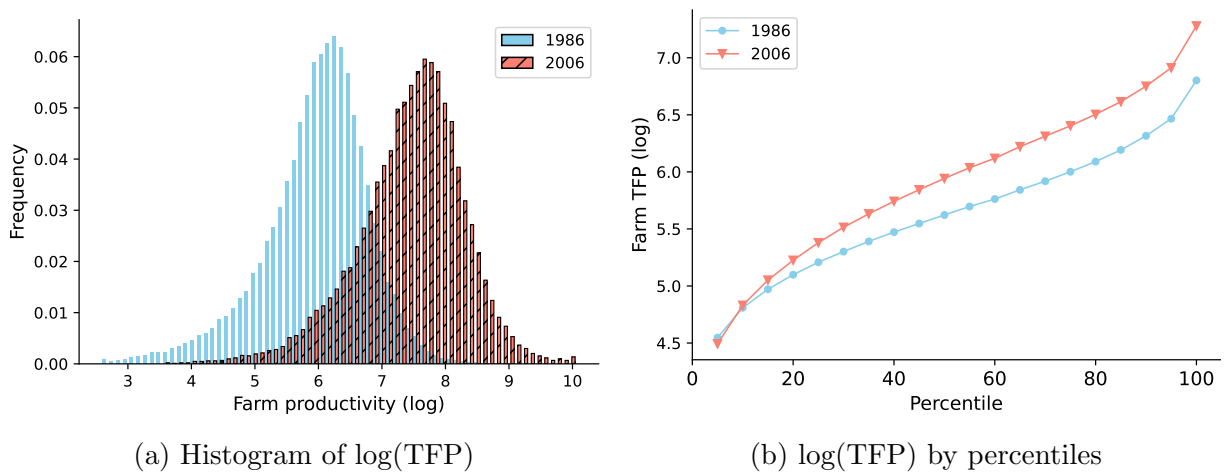 1986
2006
0.06
0.05
0.04
0.03
0.02
0.01
0.00
Frequency
3 4 5 6 7 8 9 10
Farm productivity (log)
(a) Histogram of log(TFP)
1986
2006
7.0
6.5
6.0
5.5
5.0
4.5
Farm TFP (log)
0 20 40 60 80 100
Percentile
(b) log(TFP) by percentiles